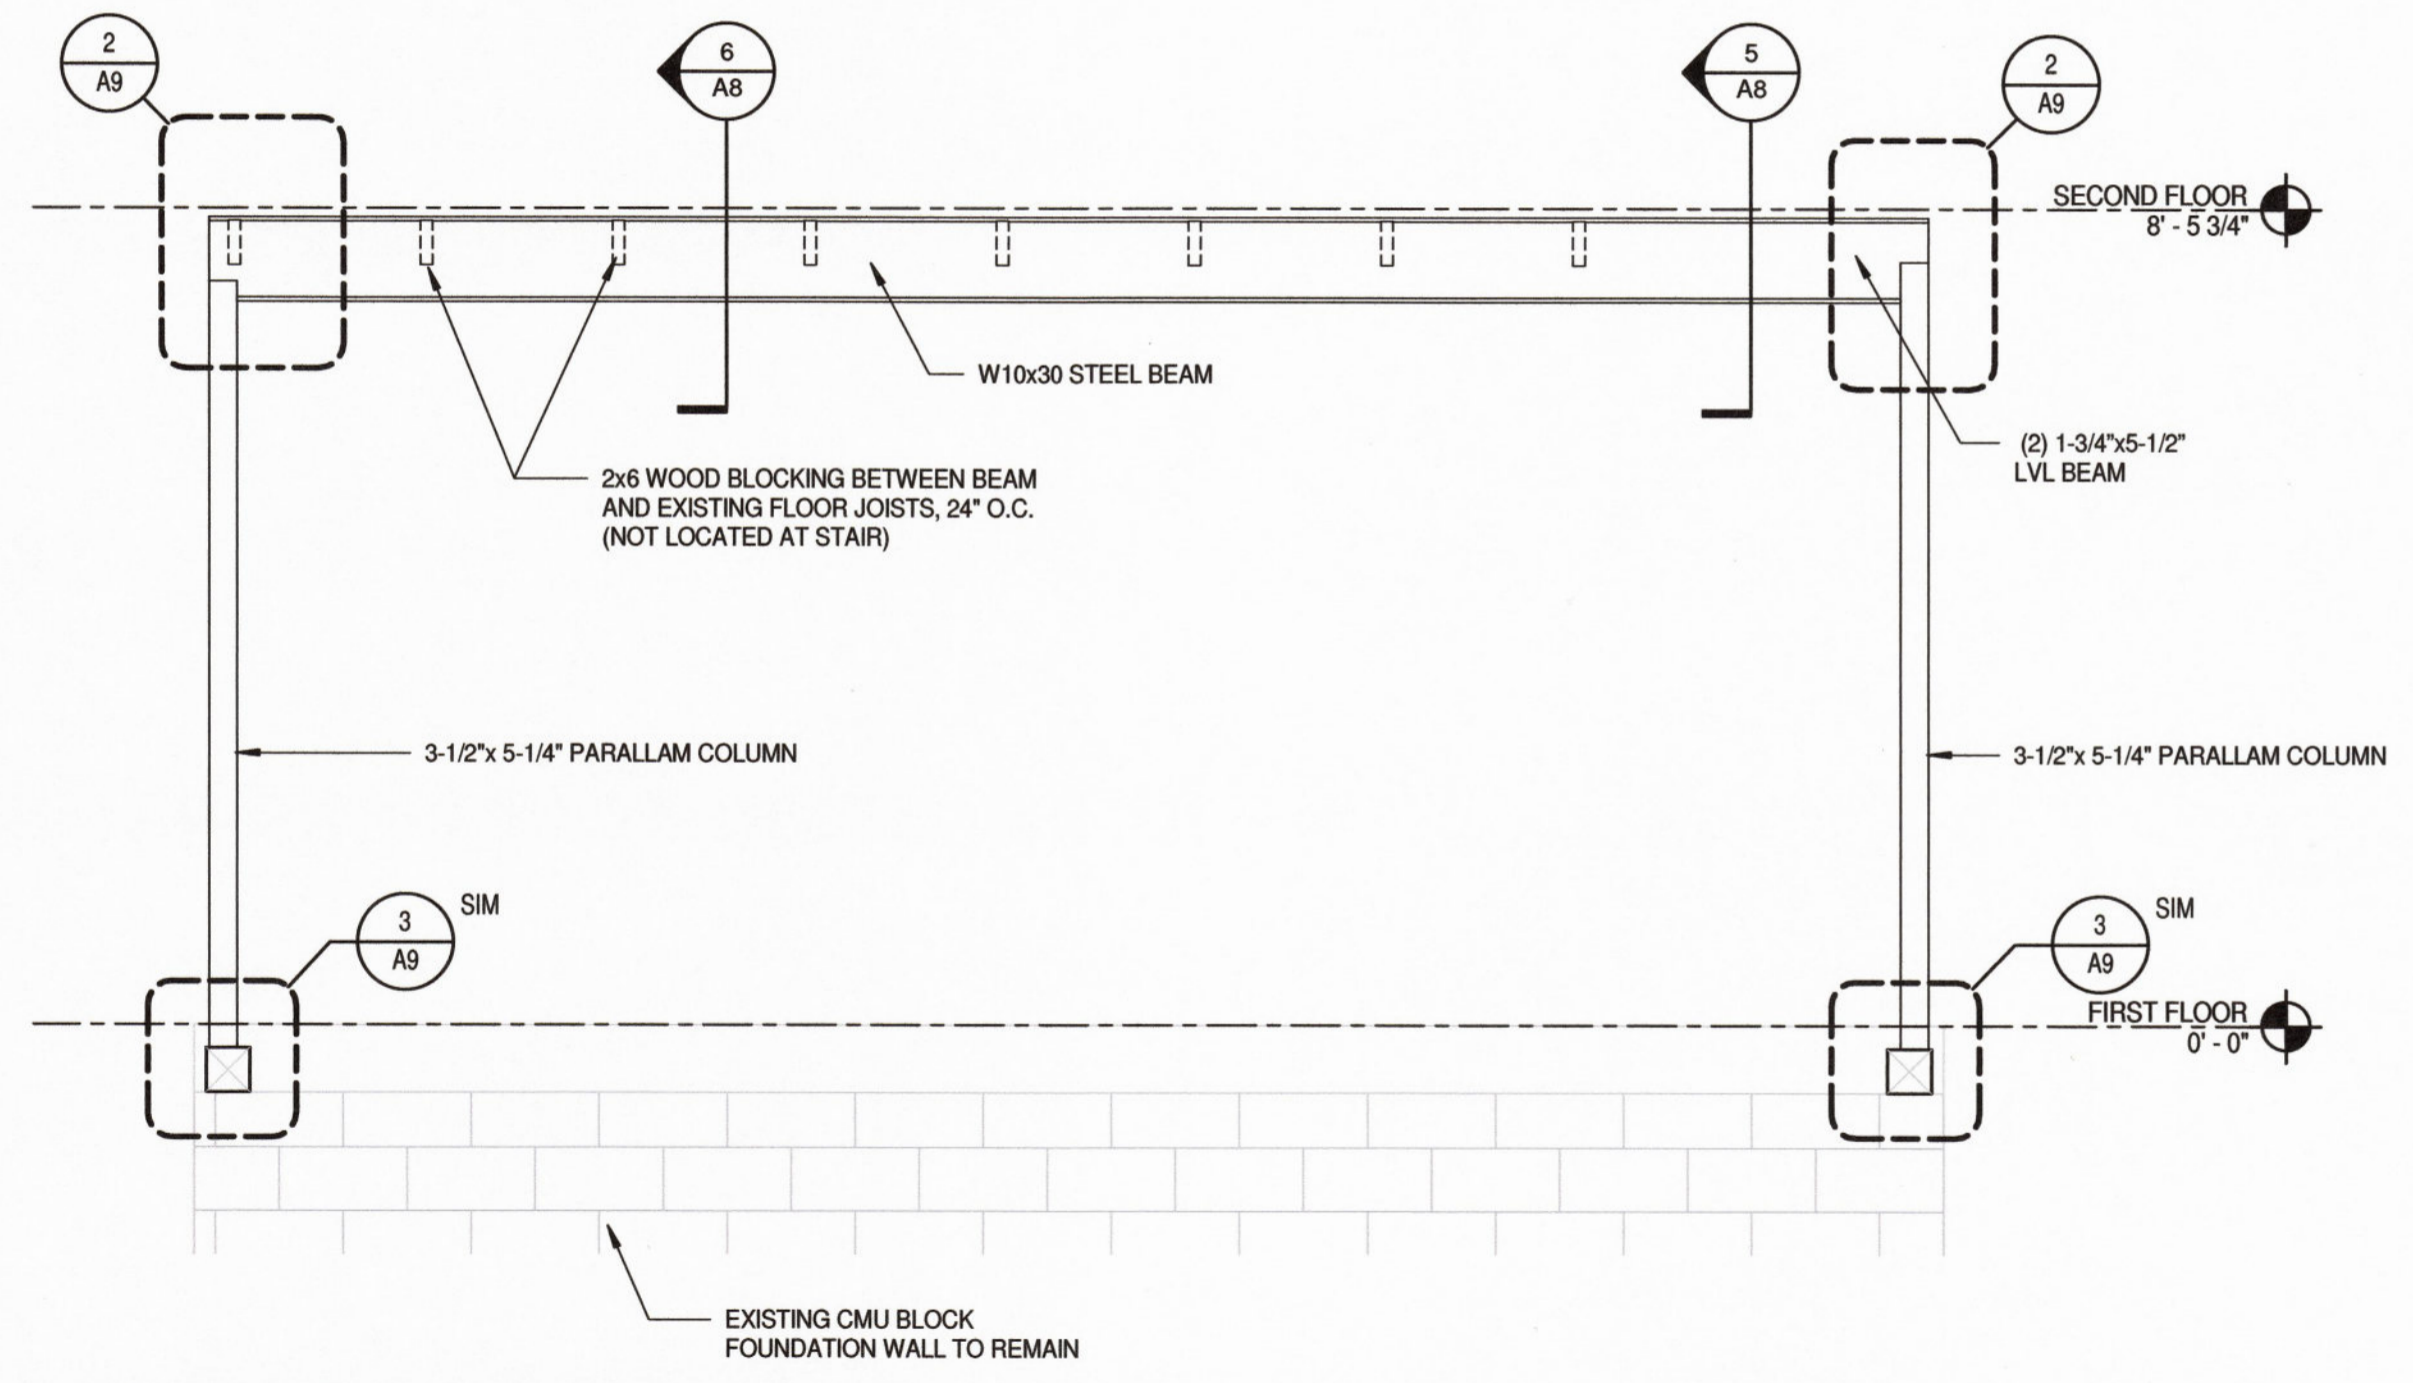 2
A9
6
A8
5
A8
2
A9
SECOND FLOOR
8' - 5 3/4"
W10x30 STEEL BEAM
(2) 1-3/4"x5-1/2"
LVL BEAM
2x6 WOOD BLOCKING BETWEEN BEAM
AND EXISTING FLOOR JOISTS, 24" O.C.
(NOT LOCATED AT STAIR)
3-1/2"x 5-1/4" PARALLAM COLUMN
3-1/2"x 5-1/4" PARALLAM COLUMN
3
A9
SIM
3
A9
SIM
FIRST FLOOR
0' - 0"
EXISTING CMU BLOCK
FOUNDATION WALL TO REMAIN